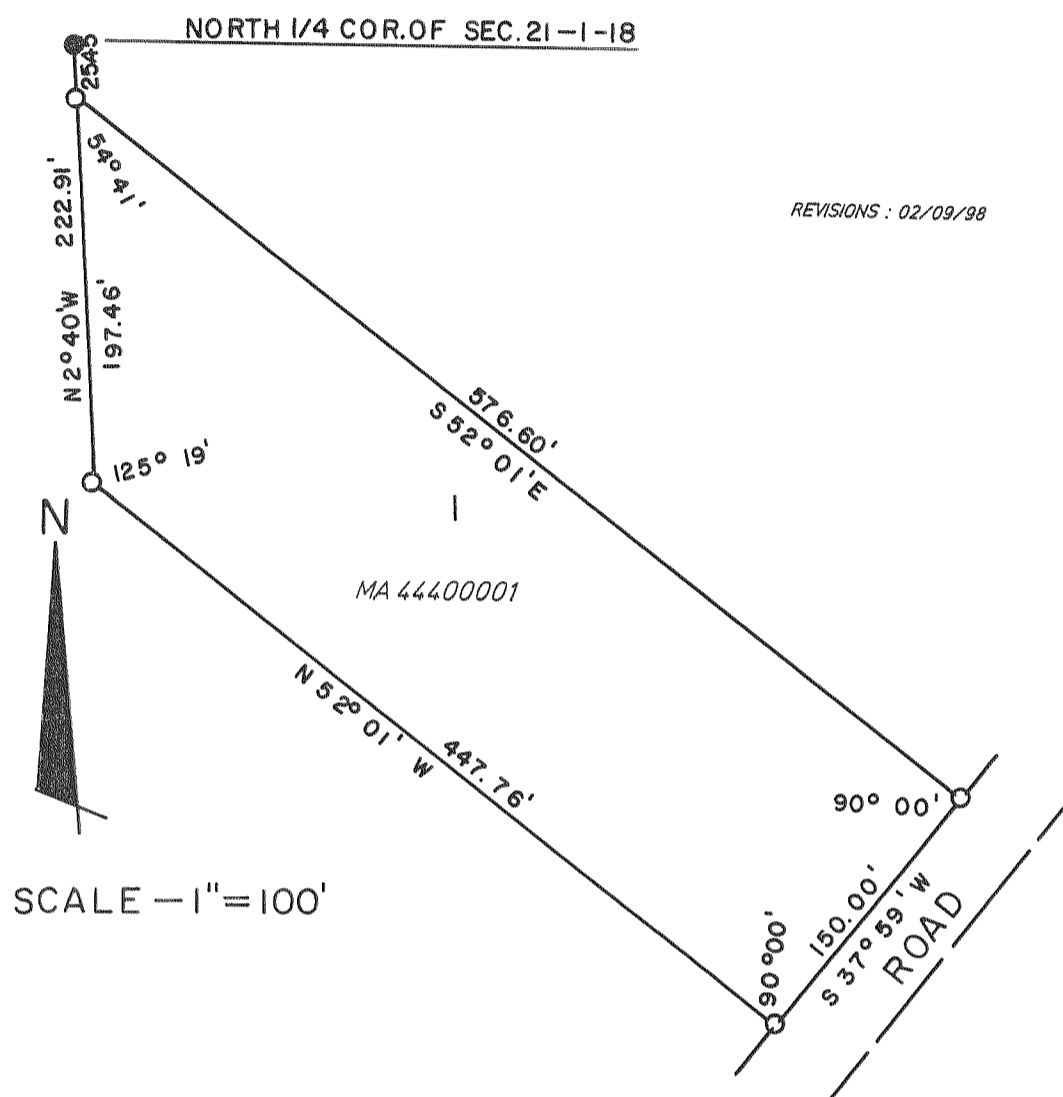 NORTH 1/4 COR. OF SEC. 21-1-18
2545
54° 41'
N 2° 40' W 222.91'
197.46'
REVISIONS : 02/09/98
576.60'
S 52° 01' E
125° 19'
N
1
MA 44400001
N 52° 01' W 447.76'
90° 00'
SCALE - 1" = 100'
150.00'
S 37° 59' W
90° 00'
ROAD